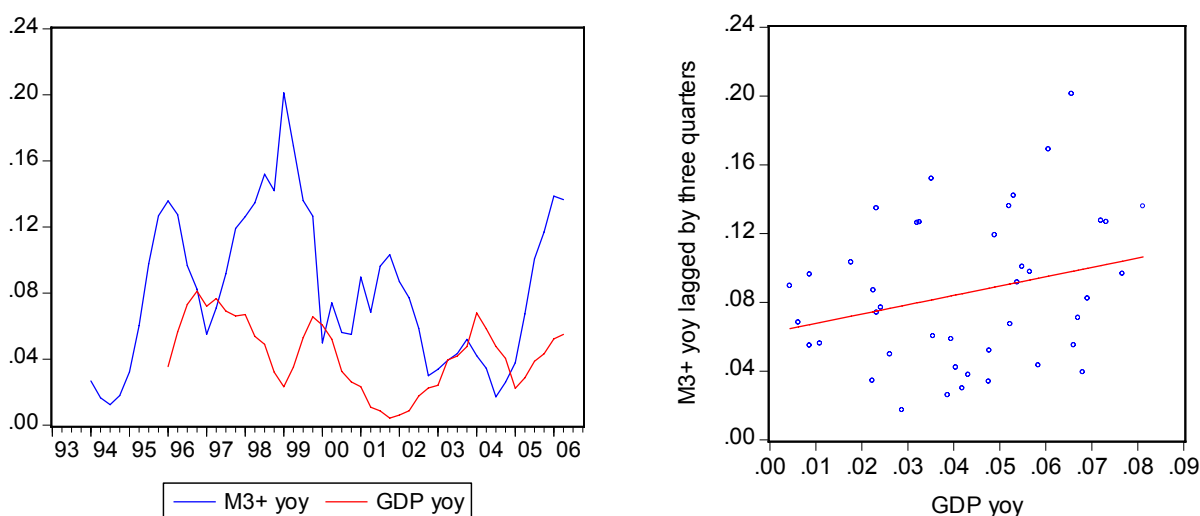 .24
.20
.16
.12
.08
.04
.00
93 94 95 96 97 98 99 00 01 02 03 04 05 06
M3+ yoy GDP yoy
M3+ yoy lagged by three quarters
.24
.20
.16
.12
.08
.04
.00
.00 .01 .02 .03 .04 .05 .06 .07 .08 .09
GDP yoy